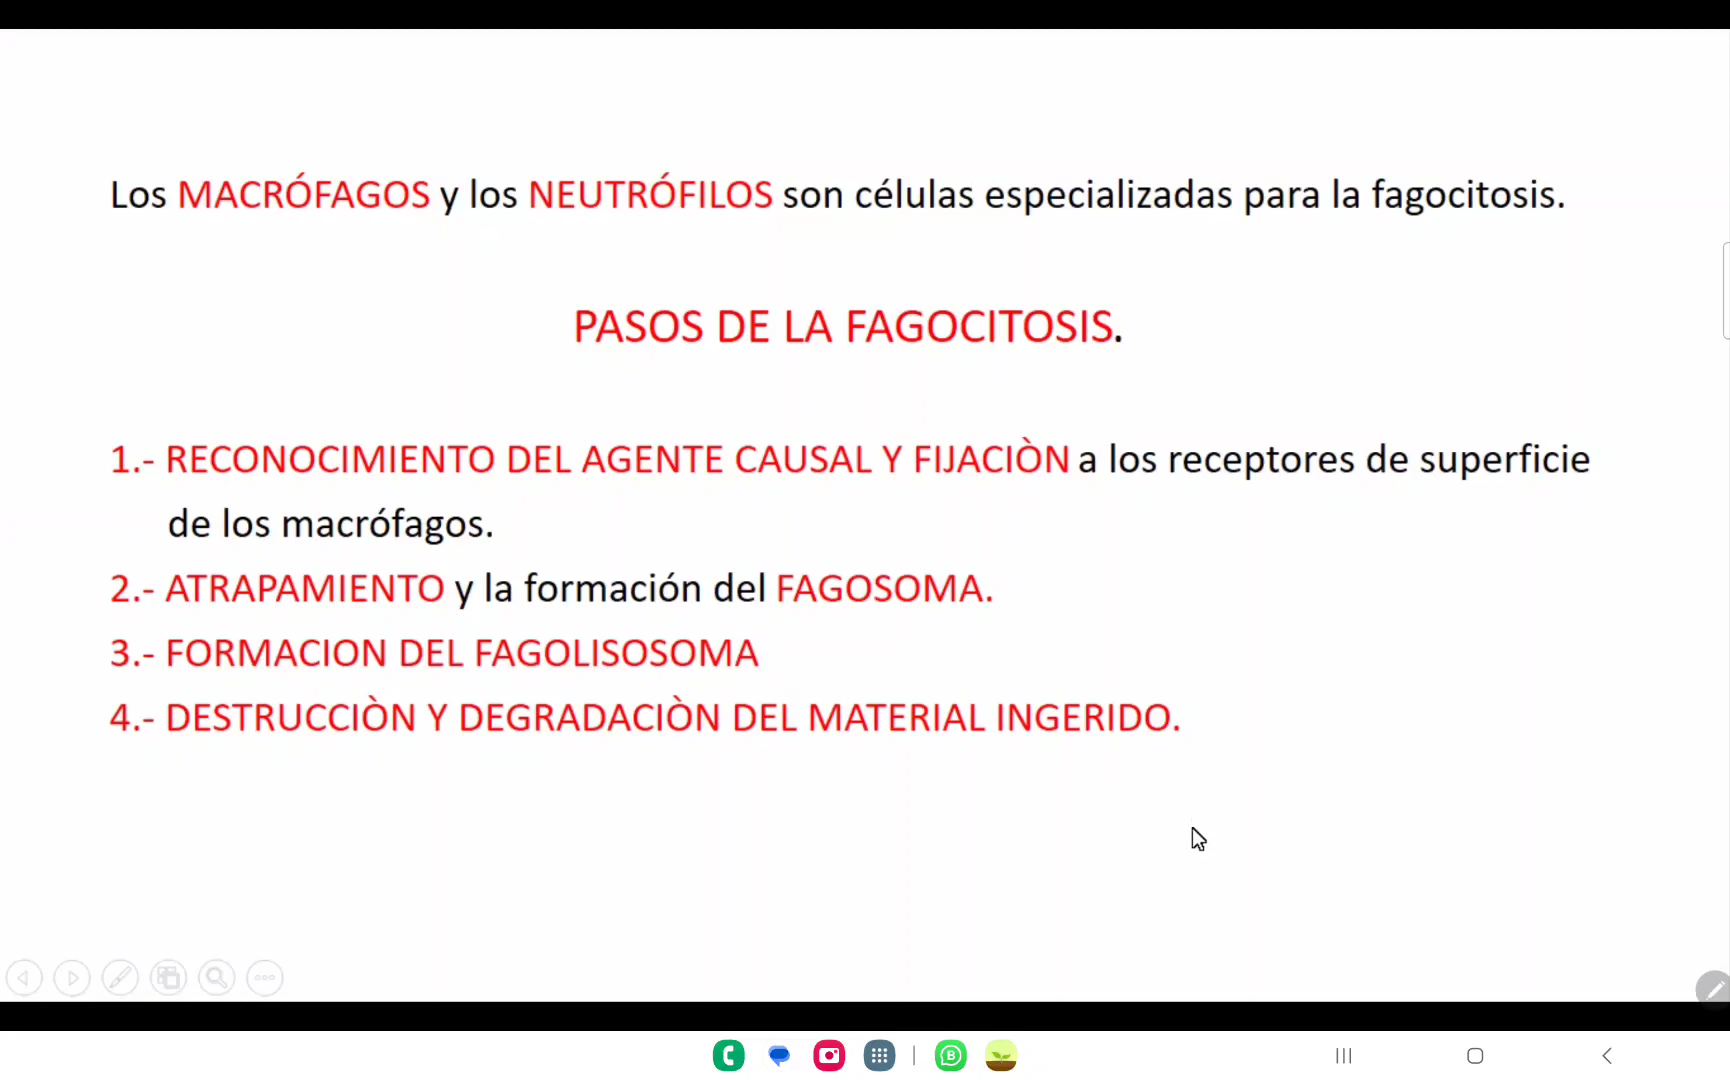 Los MACRÓFAGOS y los NEUTRÓFILOS son células especializadas para la fagocitosis.
PASOS DE LA FAGOCITOSIS.
1.- RECONOCIMIENTO DEL AGENTE CAUSAL Y FIJACIÒN a los receptores de superficie
de los macrófagos.
2.- ATRAPAMIENTO y la formación del FAGOSOMA.
3.- FORMACION DEL FAGOLISOSOMA
4.- DESTRUCCIÒN Y DEGRADACIÒN DEL MATERIAL INGERIDO.